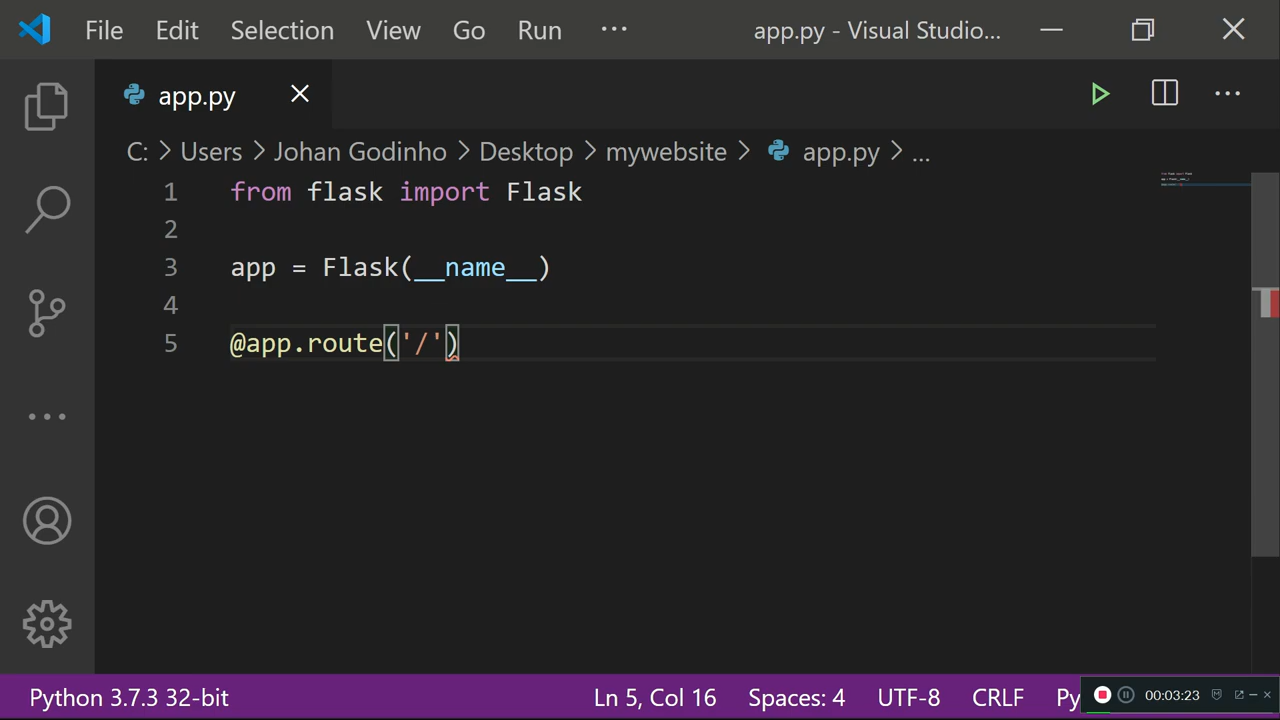 File Edit Selection View Go Run ··· app.py - Visual Studio...
app.py
C: > Users > Johan Godinho > Desktop > mywebsite > app.py > ...
1 from flask import Flask
2
3 app = Flask(__name__)
4
5 @app.route('/')
Python 3.7.3 32-bit Ln 5, Col 16 Spaces: 4 UTF-8 CRLF Py 00:03:23